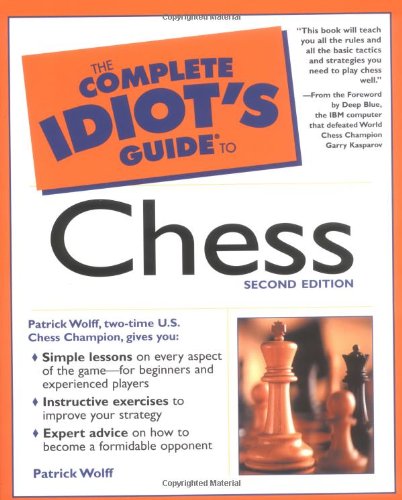 Copyrighted Material
THE
COMPLETE
IDIOT'S
GUIDE® TO
"This book will teach
you all the rules and
all the basic tactics
and strategies you
need to play chess
well."
—From the Foreword
by Deep Blue,
the IBM computer
that defeated World
Chess Champion
Garry Kasparov
Chess
SECOND EDITION
Patrick Wolff, two-time U.S.
Chess Champion, gives you:
Simple lessons on every aspect
of the game—for beginners and
experienced players
Instructive exercises to
improve your strategy
Expert advice on how to
become a formidable opponent
Patrick Wolff
Copyrighted Material